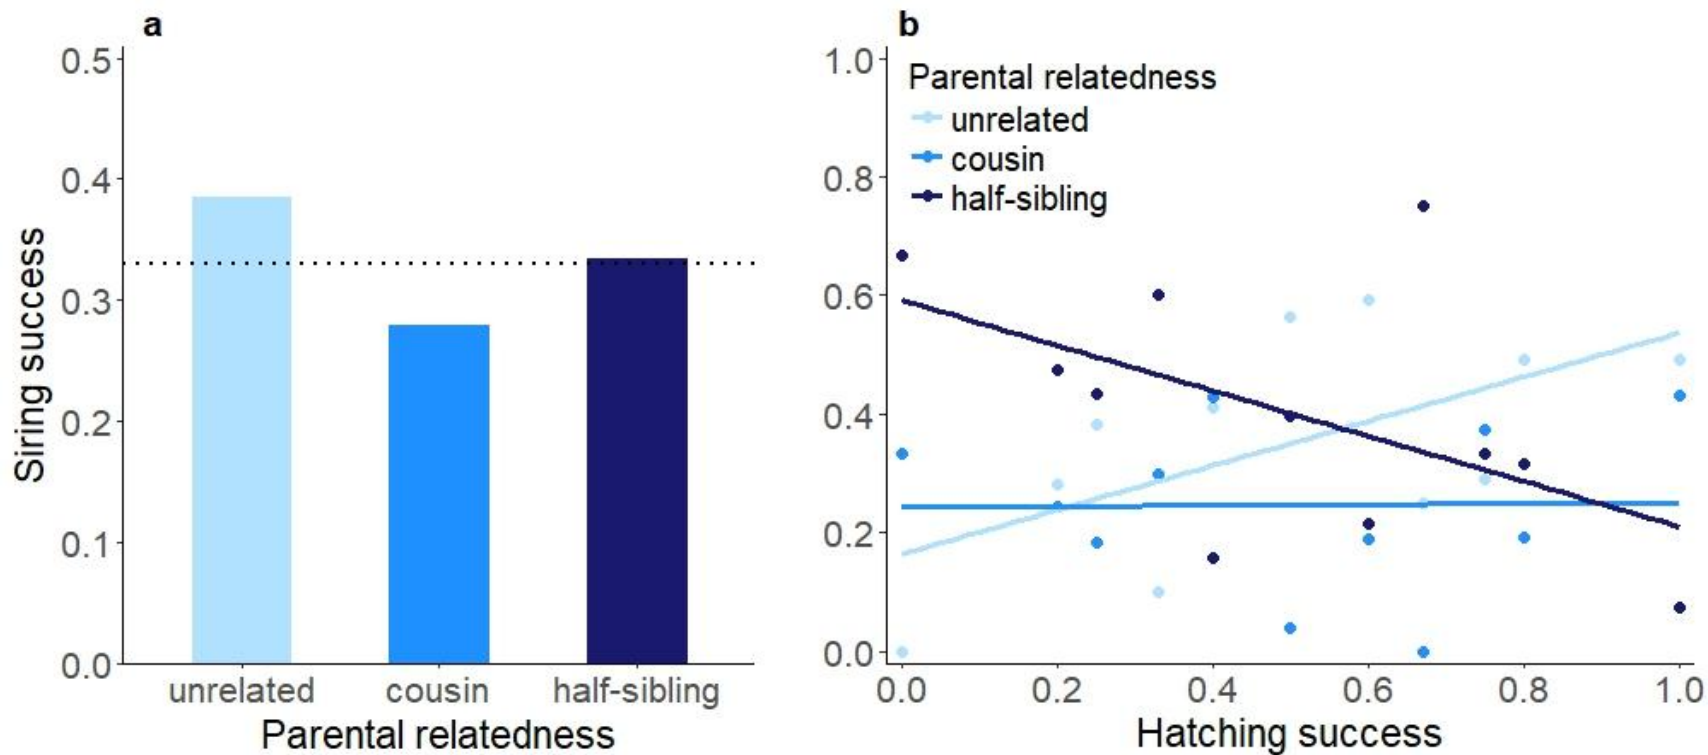 a
0.5
0.4
0.3
0.2
0.1
0.0
Siring success
unrelated cousin half-sibling
Parental relatedness
b
1.0
0.8
0.6
0.4
0.2
0.0
Parental relatedness
unrelated
cousin
half-sibling
0.0 0.2 0.4 0.6 0.8 1.0
Hatching success